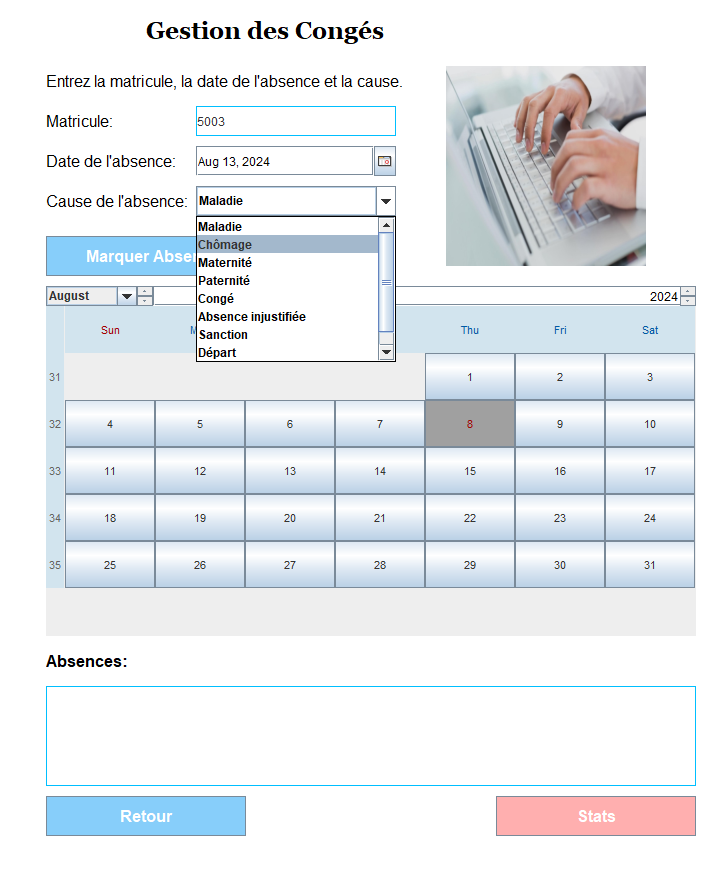 Gestion des Congés
Entrez la matricule, la date de l'absence et la cause.
Matricule: 5003
Date de l'absence: Aug 13, 2024
Cause de l'absence: Maladie
Maladie
Chômage
Maternité
Paternité
Congé
Absence injustifiée
Sanction
Départ
Marquer
August 2024
Sun Thu Fri Sat
31 1 2 3
32 4 5 6 7 8 9 10
33 11 12 13 14 15 16 17
34 18 19 20 21 22 23 24
35 25 26 27 28 29 30 31
Absences:
Retour Stats